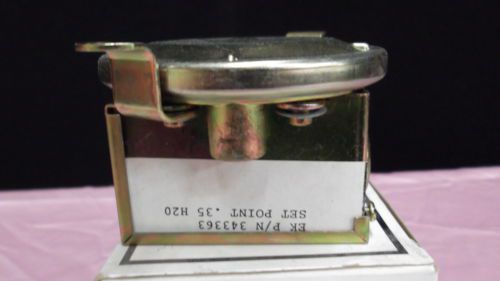 EK P/N 343363
SET POINT .35 H20